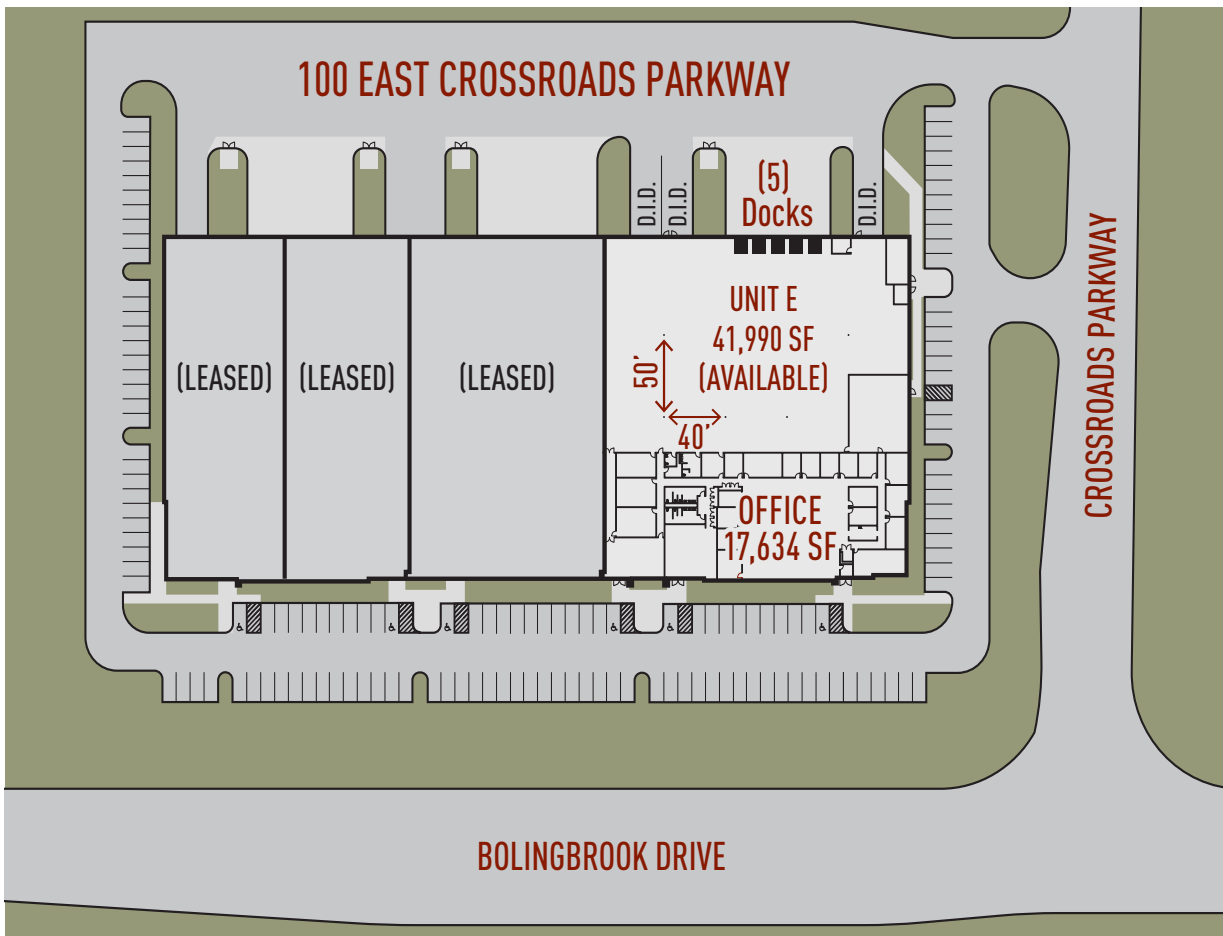 100 EAST CROSSROADS PARKWAY
D.I.D.
D.I.D.
(5)
Docks
D.I.D.
UNIT E
41,990 SF
(AVAILABLE)
(LEASED)
(LEASED)
(LEASED)
50'
40'
OFFICE
17,634 SF
CROSSROADS PARKWAY
BOLINGBROOK DRIVE